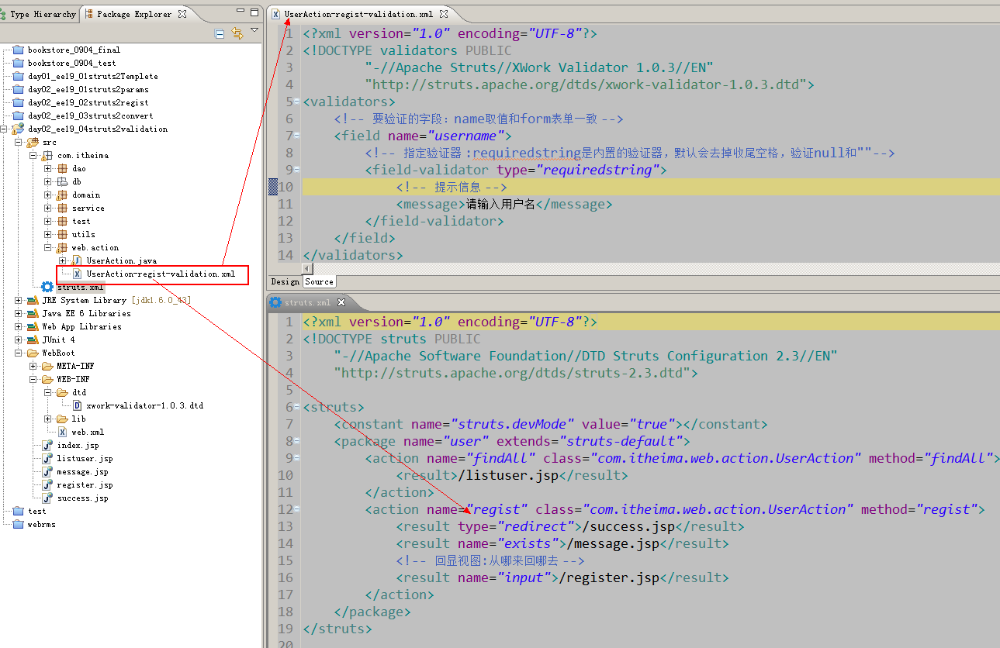 Type Hierarchy
Package Explorer
bookstore_0904_final
bookstore_0904_test
day01_ee19_01struts2Templete
day02_ee19_01struts2params
day02_ee19_02struts2regist
day02_ee19_03struts2convert
day02_ee19_04struts2validation
src
com.itheima
dao
db
domain
service
test
utils
web.action
UserAction.java
UserAction-regist-validation.xml
struts.xml
JRE System Library [jdk1.6.0_43]
Java EE 6 Libraries
Web App Libraries
JUnit 4
WebRoot
META-INF
WEB-INF
dtd
xwork-validator-1.0.3.dtd
lib
web.xml
index.jsp
listuser.jsp
message.jsp
register.jsp
success.jsp
test
webrms
UserAction-regist-validation.xml
1 <?xml version="1.0" encoding="UTF-8"?>
2 <!DOCTYPE validators PUBLIC
3 "-//Apache Struts//XWork Validator 1.0.3//EN"
4 "http://struts.apache.org/dtds/xwork-validator-1.0.3.dtd">
5 <validators>
6 <!-- 要验证的字段：name取值和form表单一致 -->
7 <field name="username">
8 <!-- 指定验证器：requiredstring是内置的验证器，默认会去掉收尾空格，验证null和""-->
9 <field-validator type="requiredstring">
10 <!-- 提示信息 -->
11 <message>请输入用户名</message>
12 </field-validator>
13 </field>
14 </validators>
Design Source
struts.xml
1 <?xml version="1.0" encoding="UTF-8"?>
2 <!DOCTYPE struts PUBLIC
3 "-//Apache Software Foundation//DTD Struts Configuration 2.3//EN"
4 "http://struts.apache.org/dtds/struts-2.3.dtd">
5
6 <struts>
7 <constant name="struts.devMode" value="true"></constant>
8 <package name="user" extends="struts-default">
9 <action name="findAll" class="com.itheima.web.action.UserAction" method="findAll">
10 <result>/listuser.jsp</result>
11 </action>
12 <action name="regist" class="com.itheima.web.action.UserAction" method="regist">
13 <result type="redirect">/success.jsp</result>
14 <result name="exists">/message.jsp</result>
15 <!-- 回显视图:从哪来回哪去 -->
16 <result name="input">/register.jsp</result>
17 </action>
18 </package>
19 </struts>
20